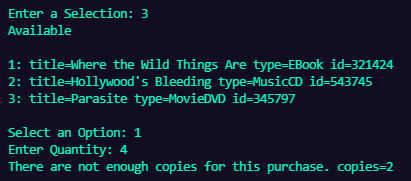 Enter a Selection: 3
Available
1: title=Where the Wild Things Are type=EBook id=321424
2: title=Hollywood's Bleeding type=MusicCD id=543745
3: title=Parasite type=MovieDVD id=345797
Select an Option: 1
Enter Quantity: 4
There are not enough copies for this purchase. copies=2